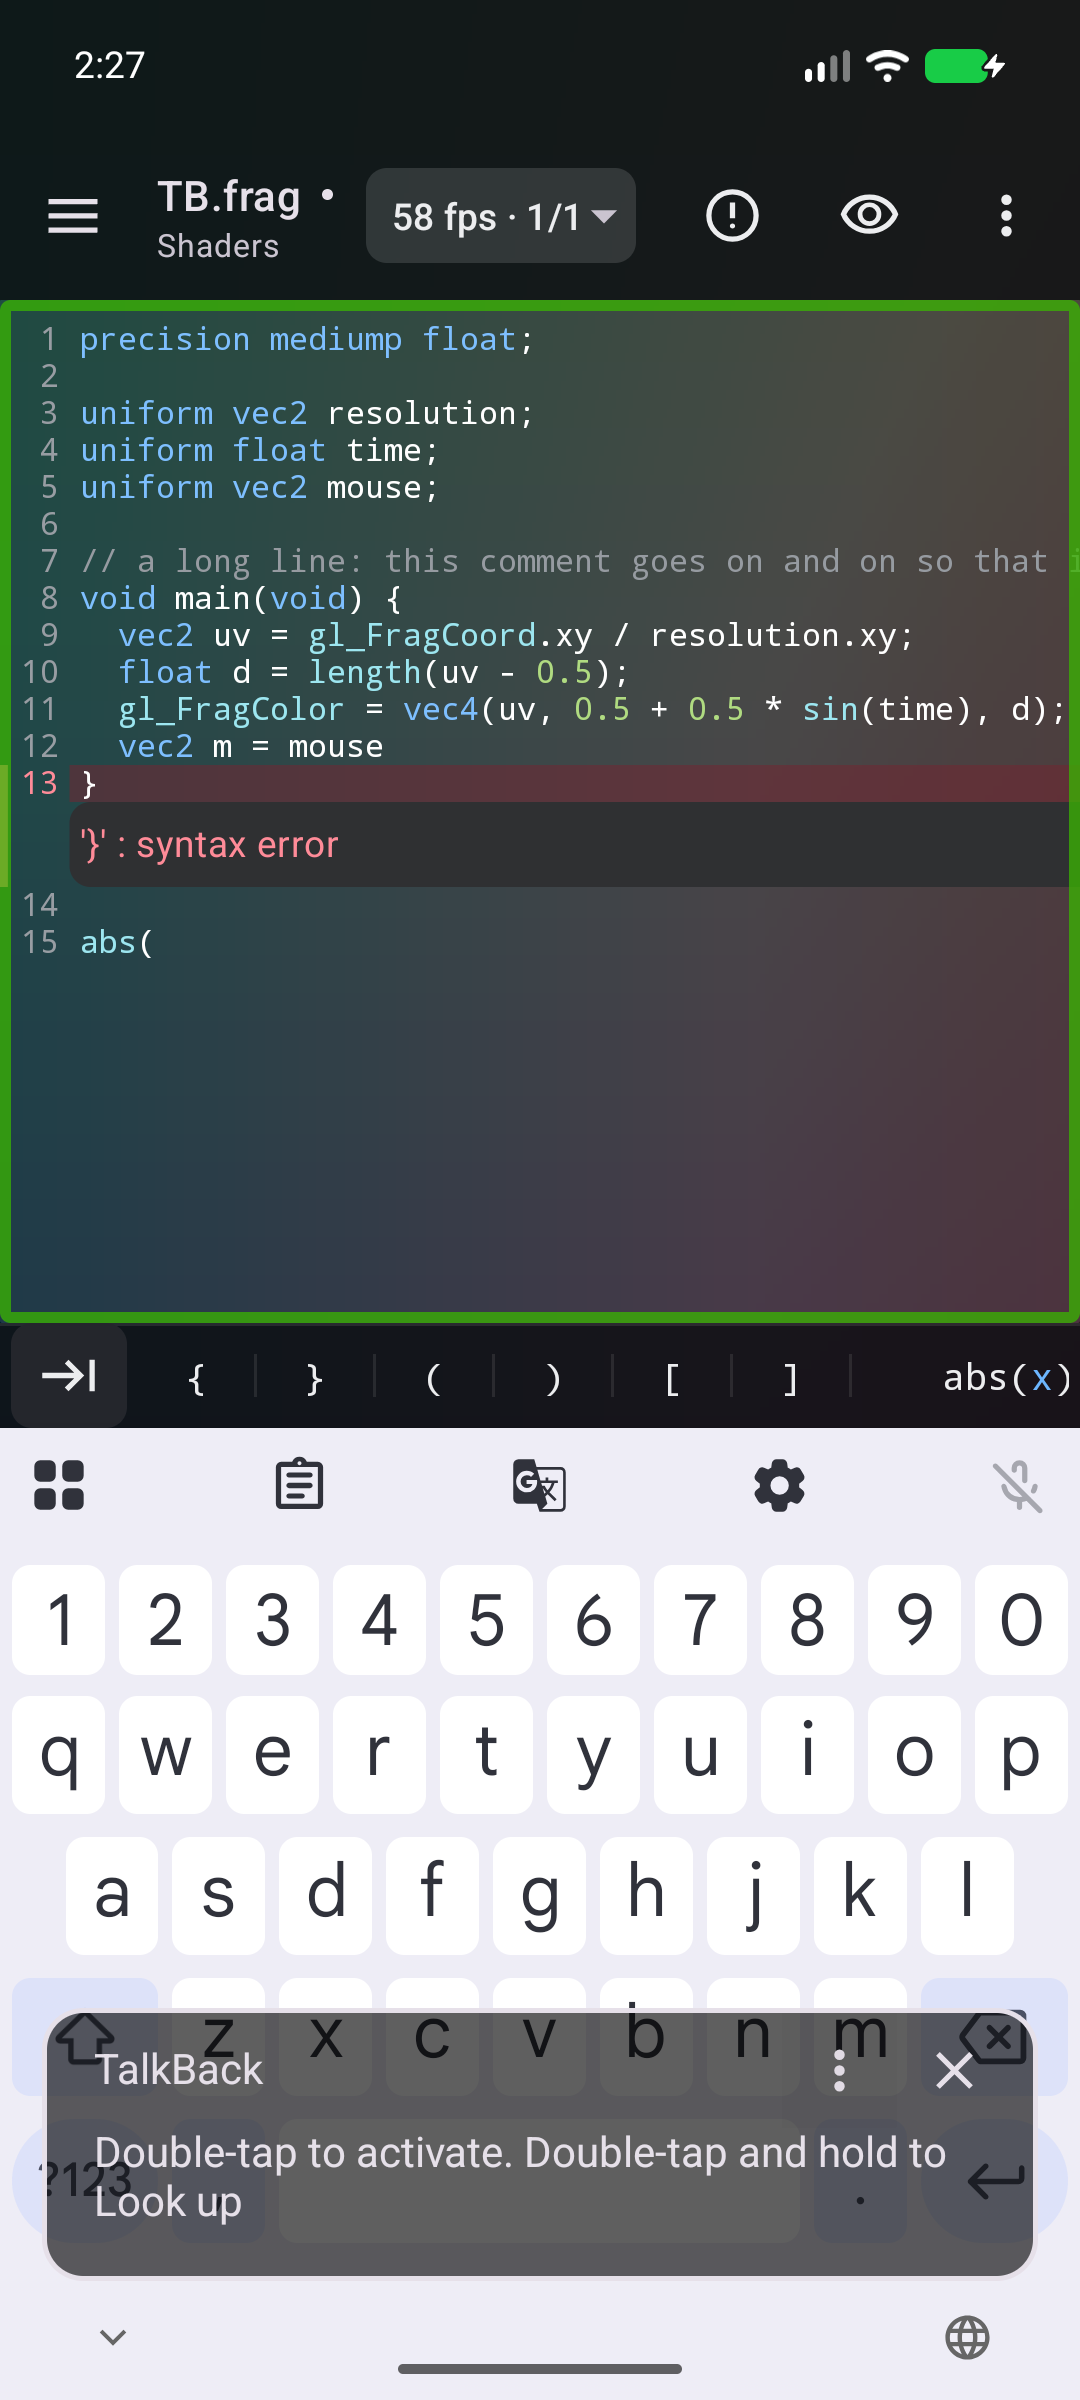 2:27
TB.frag •
58 fps · 1/1
Shaders
1 precision mediump float;
2
3 uniform vec2 resolution;
4 uniform float time;
5 uniform vec2 mouse;
6
7 // a long line: this comment goes on and on so that i
8 void main(void) {
9   vec2 uv = gl_FragCoord.xy / resolution.xy;
10   float d = length(uv - 0.5);
11   gl_FragColor = vec4(uv, 0.5 + 0.5 * sin(time), d);
12   vec2 m = mouse
13 }
'}' : syntax error
14
15 abs(
{ } ( ) [ ] abs(x)
1 2 3 4 5 6 7 8 9 0
q w e r t y u i o p
a s d f g h j k l
z x c v b n m
TalkBack
?123 , .
Double-tap to activate. Double-tap and hold to
Look up